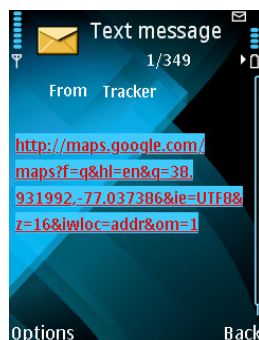 Text message
1/349
From Tracker
http://maps.google.com/
maps?f=q&hl=en&q=38.
931992,-77.037386&ie=UTF8&
z=16&iwloc=addr&om=1
Options Back